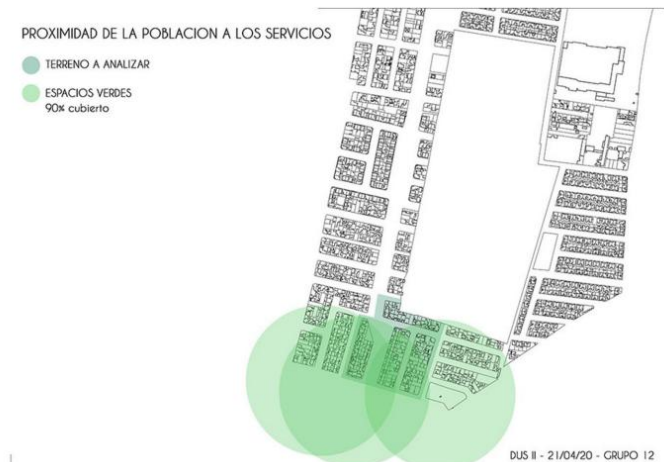 PROXIMIDAD DE LA POBLACION A LOS SERVICIOS
TERRENO A ANALIZAR
ESPACIOS VERDES
90% cubierto
DUS II - 21/04/20 - GRUPO 12